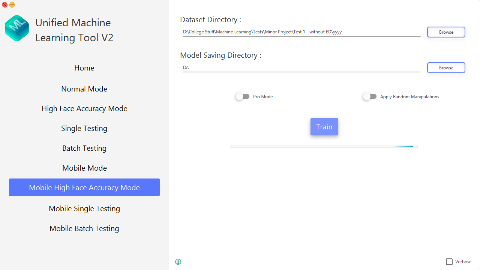 Unified Machine
Learning Tool V2
Home
Normal Mode
High Face Accuracy Mode
Single Testing
Batch Testing
Mobile Mode
Mobile High Face Accuracy Mode
Mobile Single Testing
Mobile Batch Testing
Dataset Directory :
Browse
Model Saving Directory :
Browse
Pro Mode
Apply Random Manipulations
Train
Verbose